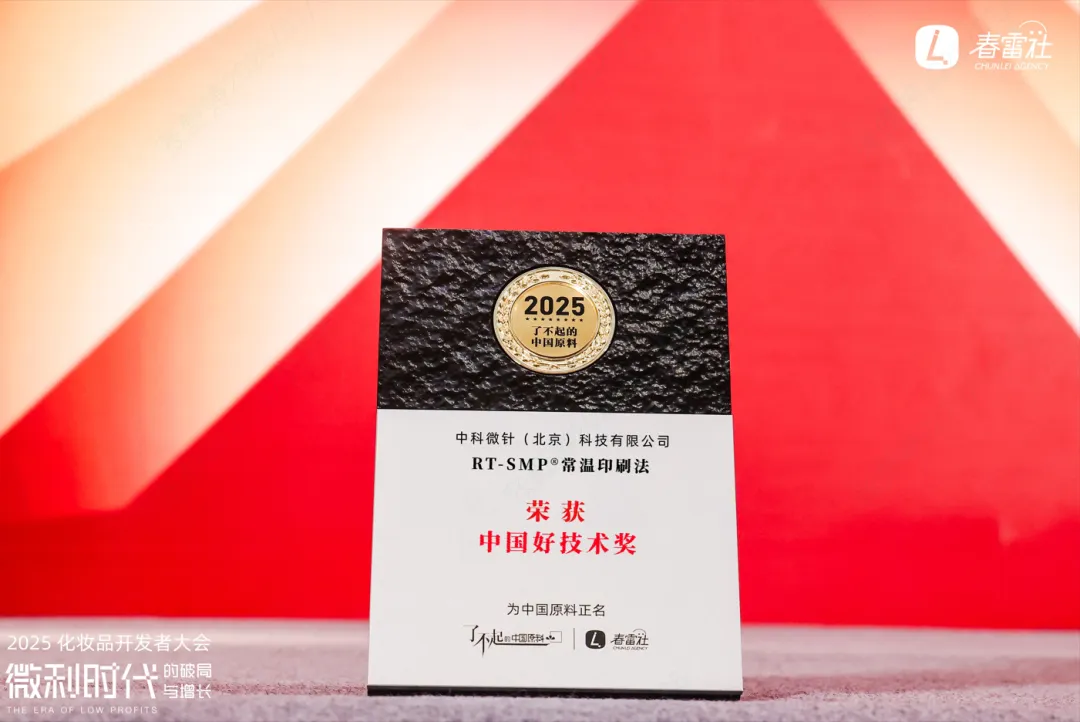 春雷社
CHUNLEI AGENCY
2025
了不起的
中国原料
中科微针（北京）科技有限公司
RT-SMP®常温印刷法
荣获
中国好技术奖
为中国原料正名
了不起的中国原料
春雷社
CHUNLEI AGENCY
2025 化妆品开发者大会
微利时代的破局与增长
THE ERA OF LOW PROFITS